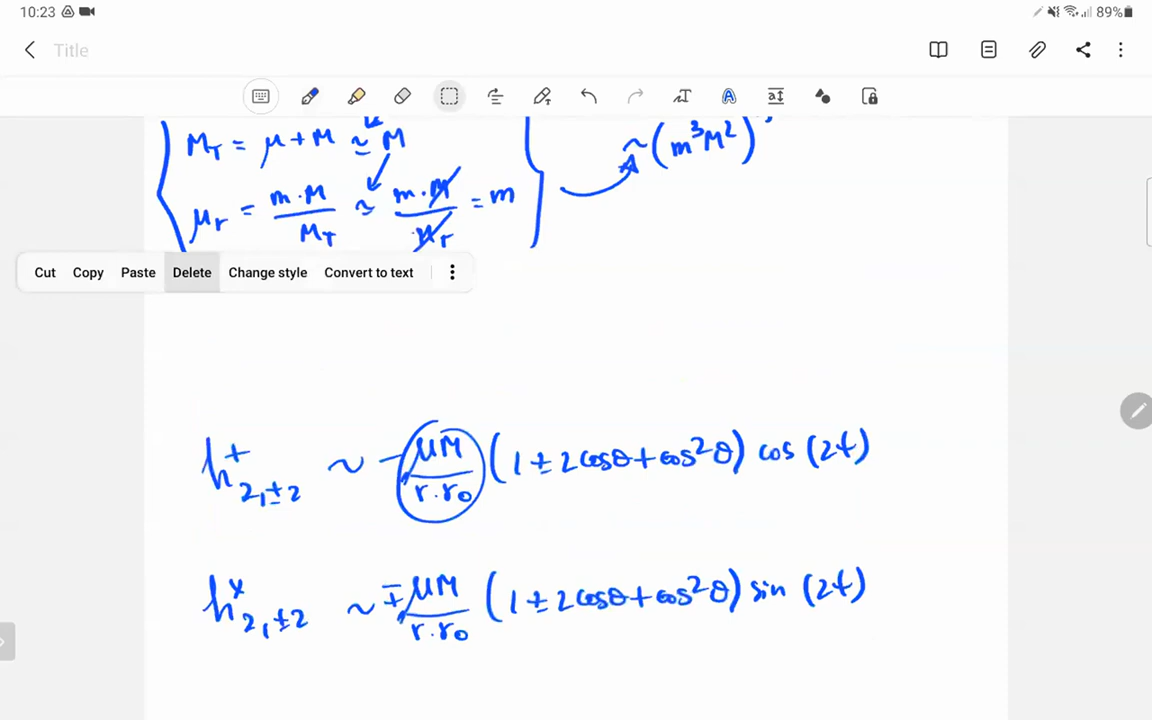 10:23 89%
Title
M_T = μ + M ≃ M ~(m³M²)
μ_r = m·M / M_T ≃ m·M / M_T = m
Cut Copy Paste Delete Change style Convert to text
h⁺₂,±₂ ~ - μM / r·r₀ (1 ± 2cosθ + cos²θ) cos (2t)
hˣ₂,±₂ ~ ∓ μM / r·r₀ (1 ± 2cosθ + cos²θ) sin (2t)